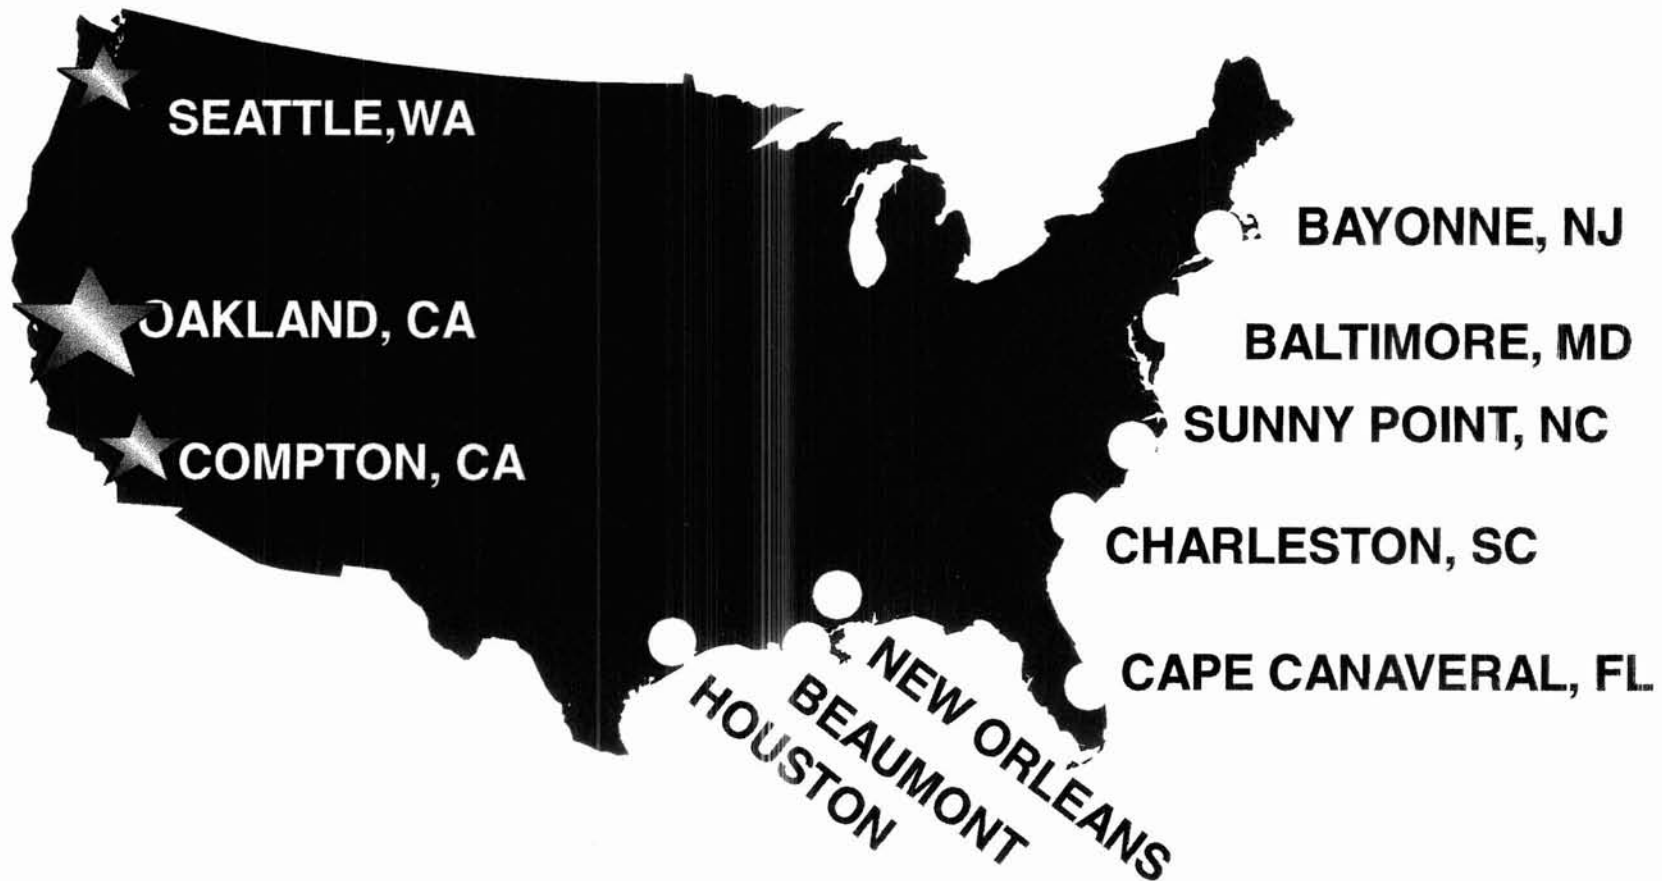 SEATTLE,WA
BAYONNE, NJ
OAKLAND, CA
BALTIMORE, MD
SUNNY POINT, NC
COMPTON, CA
CHARLESTON, SC
CAPE CANAVERAL, FL
NEW ORLEANS
BEAUMONT
HOUSTON